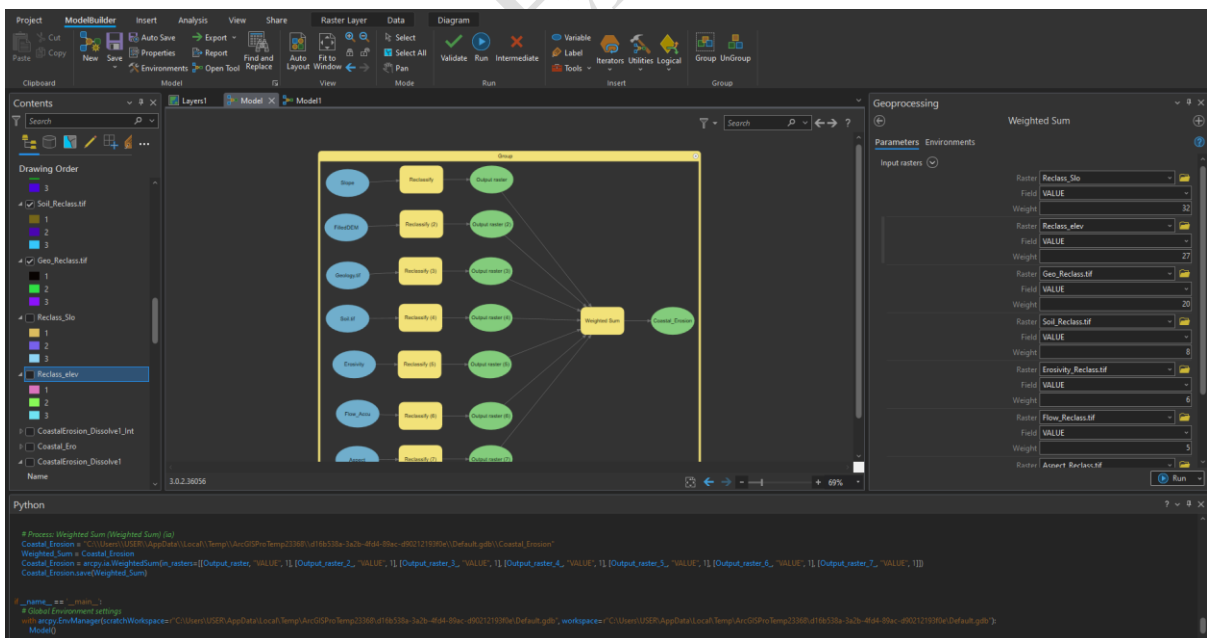 Project ModelBuilder Insert Analysis View Share Raster Layer Data Diagram
Paste Cut Copy New Save Auto Save Properties Environments Export Report Open Tool Find and Replace Auto Layout Fit to Window Select Select All Pan Validate Run Intermediate Variable Label Tools Iterators Utilities Logical Group UnGroup
Clipboard Model View Mode Run Insert Group
Contents
Search
Drawing Order
3
Soil_Reclass.tif
1
2
3
Geo_Reclass.tif
1
2
3
Reclass_Slo
1
2
3
Reclass_elev
1
2
3
CoastalErosion_Dissolve1_Int
Coastal_Ero
CoastalErosion_Dissolve1
Name
Layers1 Model Model1
Search
Group
Slope Reclassify Output raster
FilledDEM Reclassify (2) Output raster (2)
Geology.tif Reclassify (3) Output raster (3)
Soil.tif Reclassify (4) Output raster (4)
Weighted Sum Coastal_Erosion
Erosivity Reclassify (5) Output raster (5)
Flow_Accu Reclassify (6) Output raster (6)
Aspect Reclassify (7) Output raster (7)
3.0.2.36056
69%
Geoprocessing
Weighted Sum
Parameters Environments
Input rasters
Raster Reclass_Slo
Field VALUE
Weight 32
Raster Reclass_elev
Field VALUE
Weight 27
Raster Geo_Reclass.tif
Field VALUE
Weight 20
Raster Soil_Reclass.tif
Field VALUE
Weight 8
Raster Erosivity_Reclass.tif
Field VALUE
Weight 6
Raster Flow_Reclass.tif
Field VALUE
Weight 5
Raster Aspect_Reclass.tif
Run
Python
# Process: Weighted Sum (Weighted Sum) (ia)
Coastal_Erosion = "C:\\Users\\USER\\AppData\\Local\\Temp\\ArcGISProTemp23368\\d16b538a-3a2b-4fd4-89ac-d90212193f0e\\Default.gdb\\Coastal_Erosion"
Weighted_Sum = Coastal_Erosion
Coastal_Erosion = arcpy.ia.WeightedSum(in_rasters=[[Output_raster, "VALUE", 1], [Output_raster_2_, "VALUE", 1], [Output_raster_3_, "VALUE", 1], [Output_raster_4_, "VALUE", 1], [Output_raster_5_, "VALUE", 1], [Output_raster_6_, "VALUE", 1], [Output_raster_7_, "VALUE", 1]])
Coastal_Erosion.save(Weighted_Sum)
if __name__ == '__main__':
# Global Environment settings
with arcpy.EnvManager(scratchWorkspace=r"C:\Users\USER\AppData\Local\Temp\ArcGISProTemp23368\d16b538a-3a2b-4fd4-89ac-d90212193f0e\Default.gdb", workspace=r"C:\Users\USER\AppData\Local\Temp\ArcGISProTemp23368\d16b538a-3a2b-4fd4-89ac-d90212193f0e\Default.gdb"):
Model()